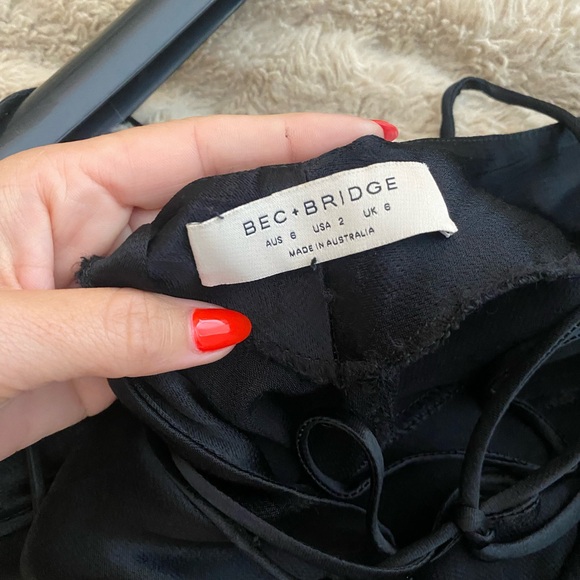 BEC+BRIDGE
AUS 6 USA 2 UK 6
MADE IN AUSTRALIA